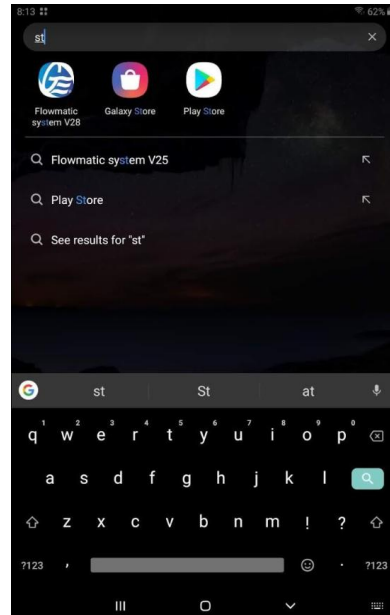 8:13
62%
st
Flowmatic
system V28
Galaxy Store
Play Store
Flowmatic system V25
Play Store
See results for "st"
st St at
1 2 3 4 5 6 7 8 9 0
q w e r t y u i o p
a s d f g h j k l
z x c v b n m ! ?
?123 , . ?123